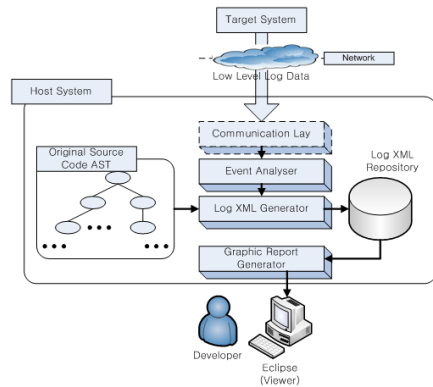 Target System
Network
Low Level Log Data
Host System
Communication Lay
Original Source
Code AST
Event Analyser
Log XML
Repository
Log XML Generator
Graphic Report
Generator
Developer
Eclipse
(Viewer)